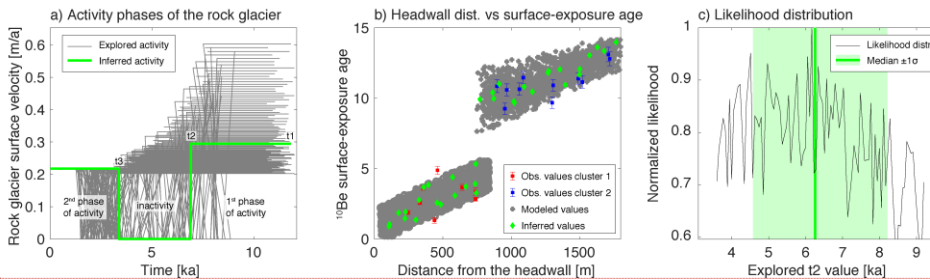 a) Activity phases of the rock glacier
Rock glacier surface velocity [m/a]
0.6
0.5
0.4
0.3
0.2
0.1
0
Explored activity
Inferred activity
t3
t2
t1
2nd phase
of activity
inactivity
1st phase
of activity
0
5
10
Time [ka]
b) Headwall dist. vs surface-exposure age
10Be surface-exposure age
15
10
5
0
Obs. values cluster 1
Obs. values cluster 2
Modeled values
Inferred values
0
500
1000
1500
Distance from the headwall [m]
c) Likelihood distribution
Normalized likelihood
1
0.9
0.8
0.7
0.6
Likelihood distr
Median ±1σ
4
5
6
7
8
9
Explored t2 value [ka]